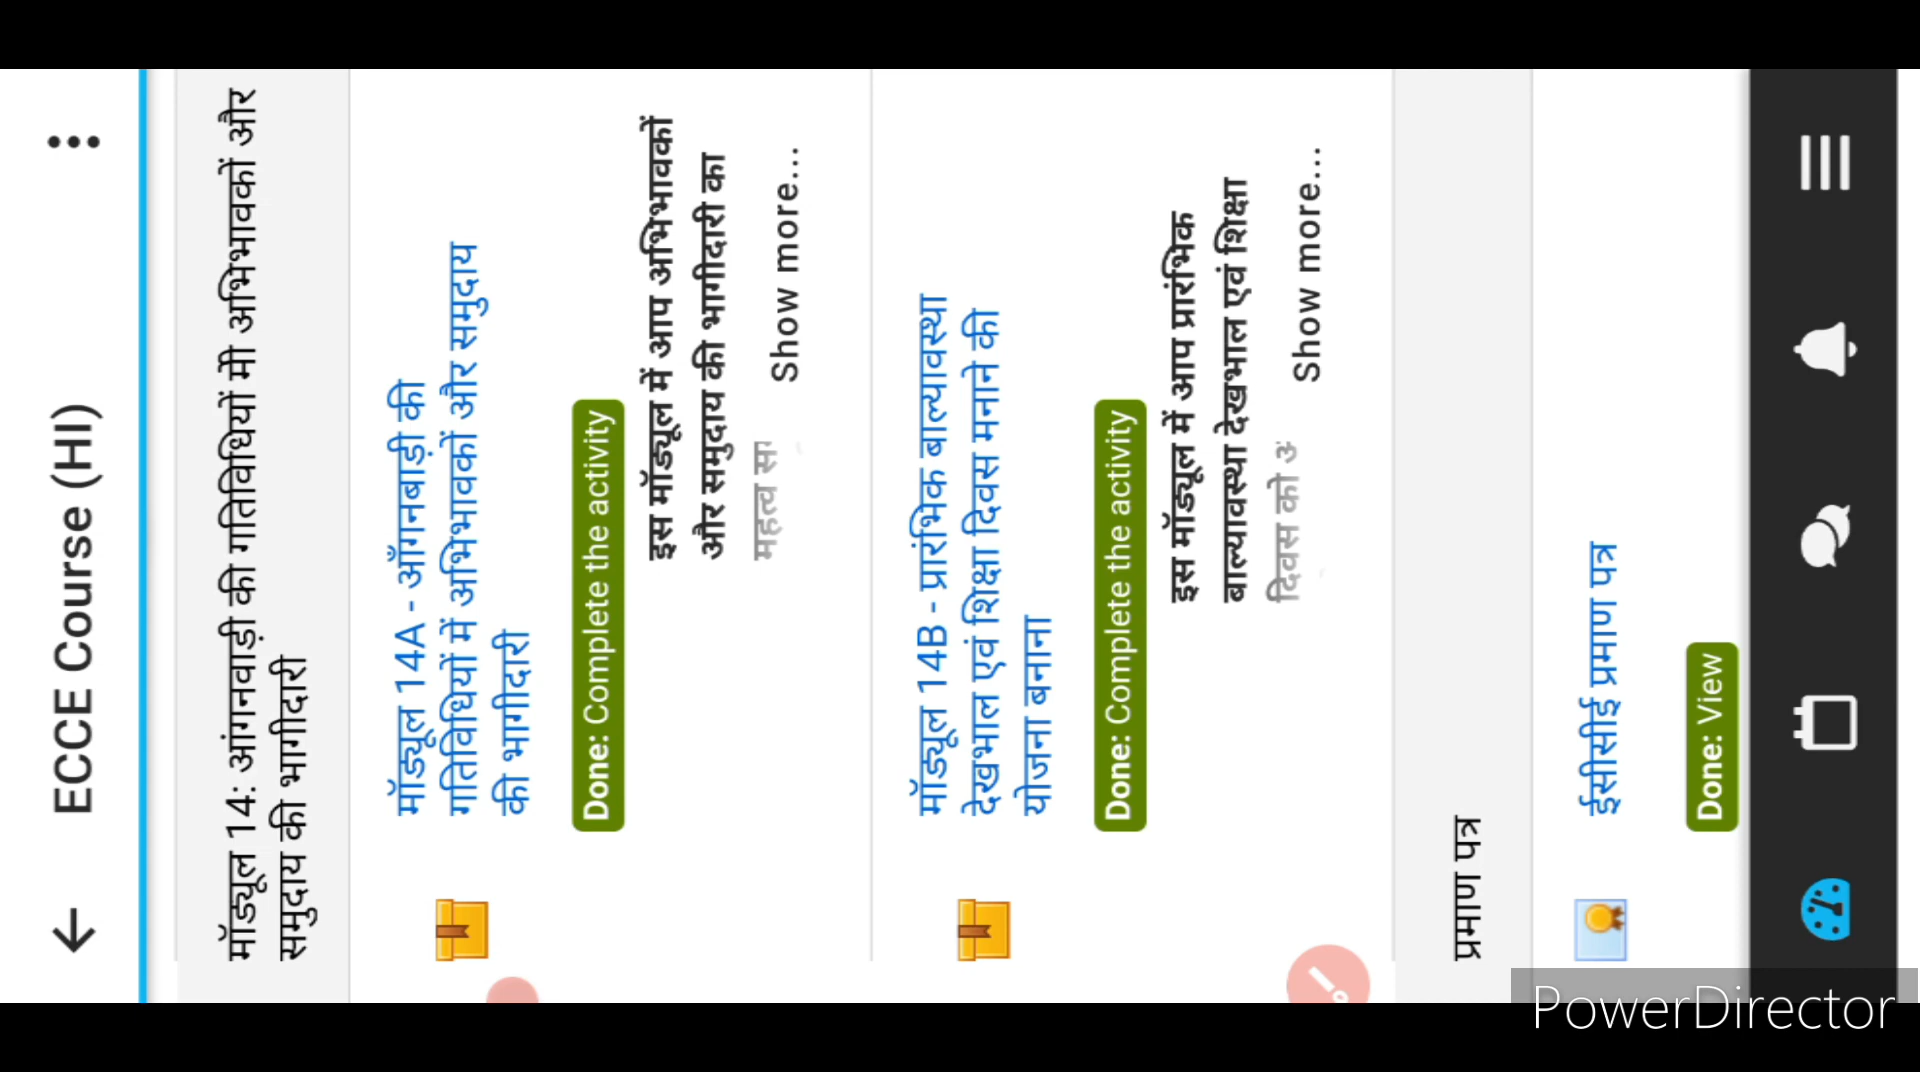 ECCE Course (HI)
मॉड्यूल 14: आंगनवाड़ी की गतिविधियों मी अभिभावकों और
समुदाय की भागीदारी
मॉड्यूल 14A - आँगनबाड़ी की
गतिविधियों में अभिभावकों और समुदाय
की भागीदारी
Done: Complete the activity
इस मॉड्यूल में आप अभिभावकों
और समुदाय की भागीदारी का
महत्व
Show more...
मॉड्यूल 14B - प्रारंभिक बाल्यावस्था
देखभाल एवं शिक्षा दिवस मनाने की
योजना बनाना
Done: Complete the activity
इस मॉड्यूल में आप प्रारंभिक
बाल्यावस्था देखभाल एवं शिक्षा
दिवस को
Show more...
प्रमाण पत्र
ईसीसीई प्रमाण पत्र
Done: View
PowerDirector